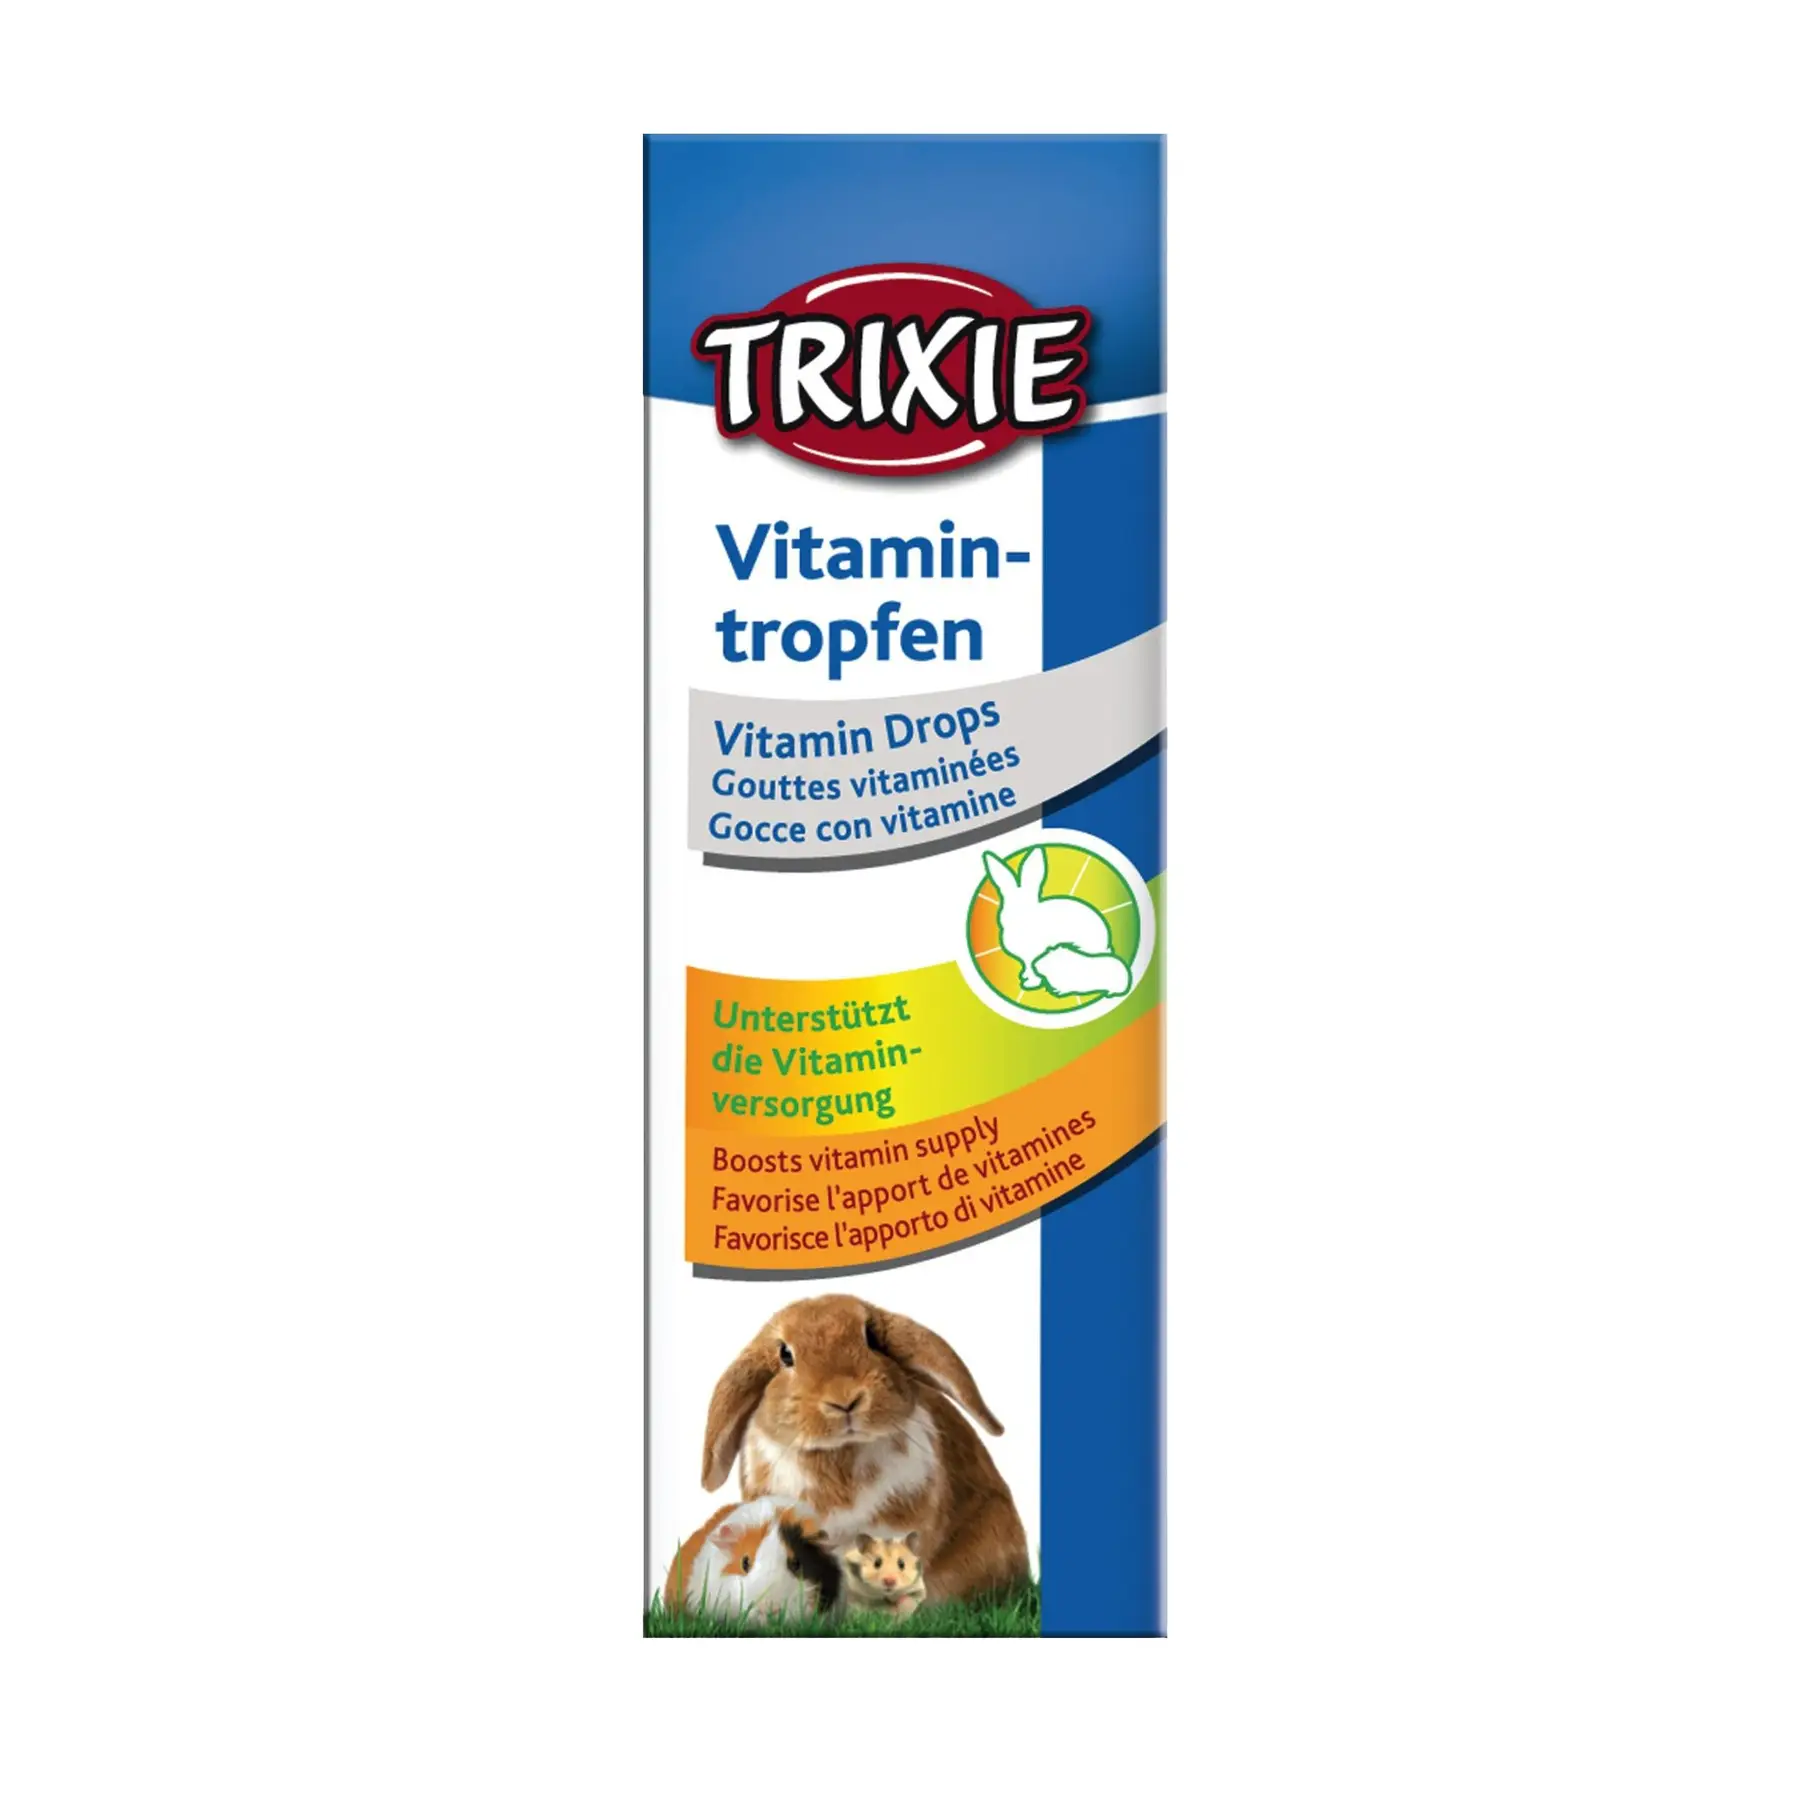 TRIXIE
Vitamin-
tropfen
Vitamin Drops
Gouttes vitaminées
Gocce con vitamine
Unterstützt
die Vitamin-
versorgung
Boosts vitamin supply
Favorise l'apport de vitamines
Favorisce l'apporto di vitamine